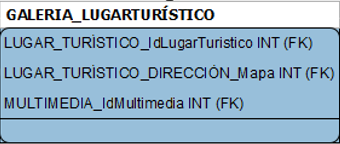 GALERIA_LUGARTURÍSTICO
LUGAR_TURÍSTICO_IdLugarTuristico INT (FK)
LUGAR_TURÍSTICO_DIRECCIÓN_Mapa INT (FK)
MULTIMEDIA_IdMultimedia INT (FK)